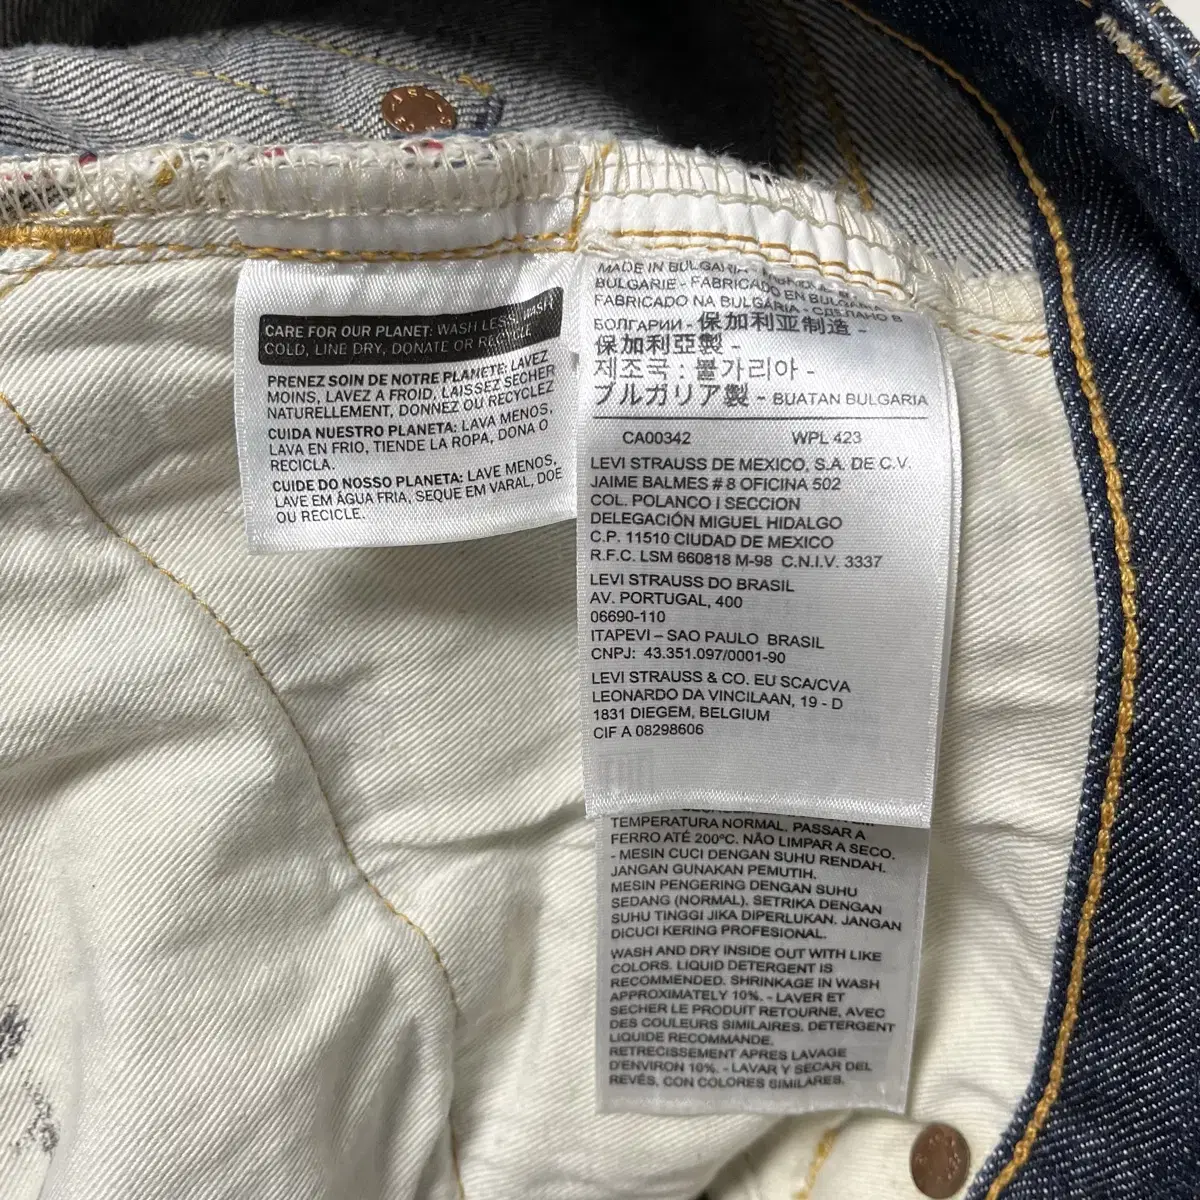 CARE FOR OUR PLANET: WASH LESS, WASH
COLD, LINE DRY, DONATE OR RECYCLE
PRENEZ SOIN DE NOTRE PLANETE: LAVEZ
MOINS, LAVEZ A FROID, LAISSEZ SECHER
NATURELLEMENT, DONNEZ OU RECYCLEZ
CUIDA NUESTRO PLANETA: LAVA MENOS,
LAVA EN FRIO, TIENDE LA ROPA, DONA O
RECICLA.
CUIDE DO NOSSO PLANETA: LAVE MENOS,
LAVE EM ÁGUA FRIA, SEQUE EM VARAL, DOE
OU RECICLE.
MADE IN BULGARIA -
BULGARIE - FABRICADO EN BULGARIA
FABRICADO NA BULGARIA - СДЕЛАНО В
БОЛГАРИИ - 保加利亚制造 -
保加利亞製 -
제조국 : 불가리아 -
ブルガリア製 - BUATAN BULGARIA
CA00342 WPL 423
LEVI STRAUSS DE MEXICO, S.A. DE C.V.
JAIME BALMES # 8 OFICINA 502
COL. POLANCO I SECCION
DELEGACIÓN MIGUEL HIDALGO
C.P. 11510 CIUDAD DE MEXICO
R.F.C. LSM 660818 M-98 C.N.I.V. 3337
LEVI STRAUSS DO BRASIL
AV. PORTUGAL, 400
06690-110
ITAPEVI – SAO PAULO BRASIL
CNPJ: 43.351.097/0001-90
LEVI STRAUSS & CO. EU SCA/CVA
LEONARDO DA VINCILAAN, 19 - D
1831 DIEGEM, BELGIUM
CIF A 08298606
TEMPERATURA NORMAL. PASSAR A
FERRO ATÉ 200°C. NÃO LIMPAR A SECO.
- MESIN CUCI DENGAN SUHU RENDAH.
JANGAN GUNAKAN PEMUTIH.
MESIN PENGERING DENGAN SUHU
SEDANG (NORMAL). SETRIKA DENGAN
SUHU TINGGI JIKA DIPERLUKAN. JANGAN
DICUCI KERING PROFESIONAL.
WASH AND DRY INSIDE OUT WITH LIKE
COLORS. LIQUID DETERGENT IS
RECOMMENDED. SHRINKAGE IN WASH
APPROXIMATELY 10%. - LAVER ET
SECHER LE PRODUIT RETOURNE, AVEC
DES COULEURS SIMILAIRES. DETERGENT
LIQUIDE RECOMMANDE,
RETRECISSEMENT APRES LAVAGE
D'ENVIRON 10%. - LAVAR Y SECAR DEL
REVÉS, CON COLORES SIMILARES.